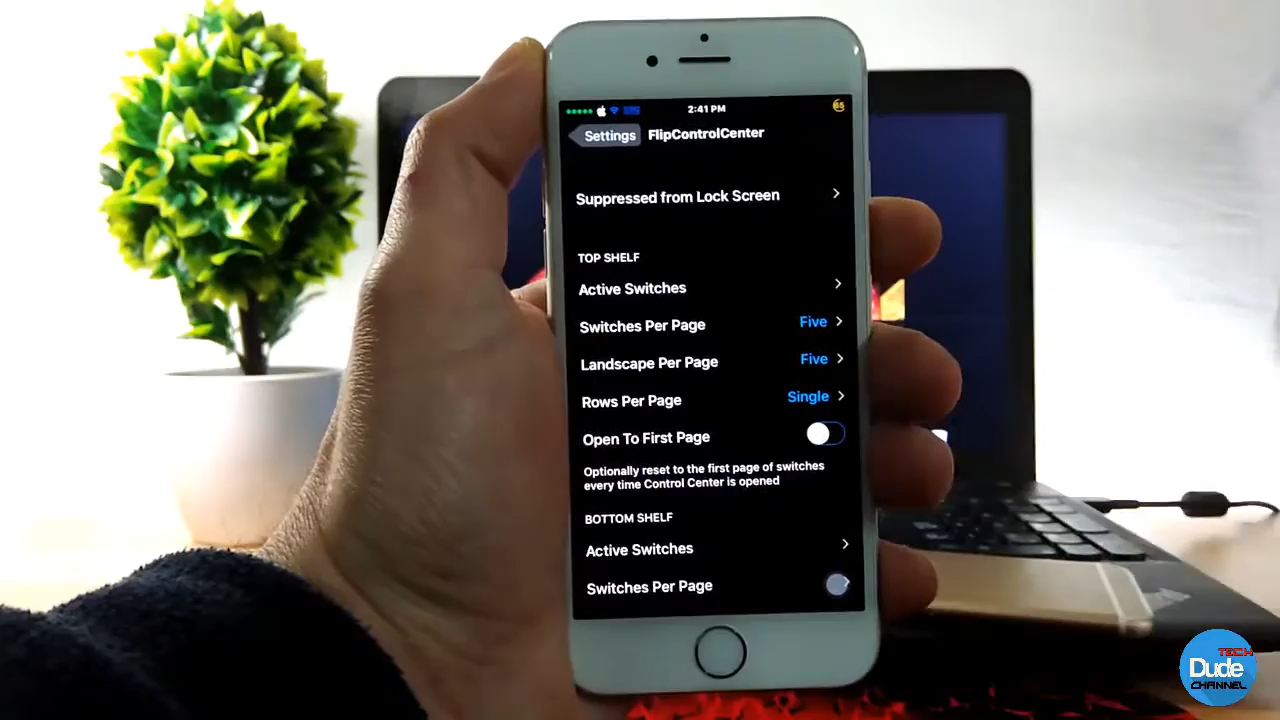 2:41 PM
65
Settings
FlipControlCenter
Suppressed from Lock Screen
TOP SHELF
Active Switches
Switches Per Page
Five
Landscape Per Page
Five
Rows Per Page
Single
Open To First Page
Optionally reset to the first page of switches
every time Control Center is opened
BOTTOM SHELF
Active Switches
Switches Per Page
TECH
Dude
CHANNEL